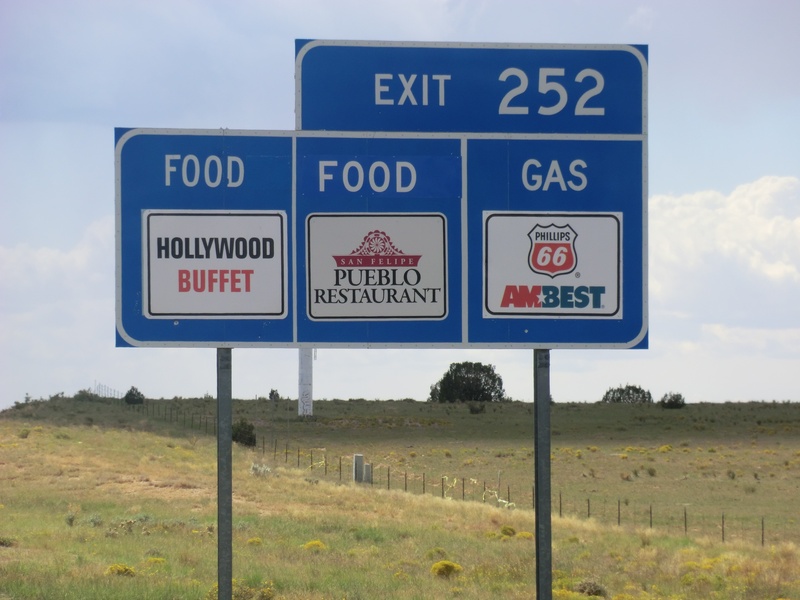 EXIT 252
FOOD
HOLLYWOOD
BUFFET
FOOD
SAN FELIPE
PUEBLO
RESTAURANT
GAS
PHILLIPS
66
®
AMBEST